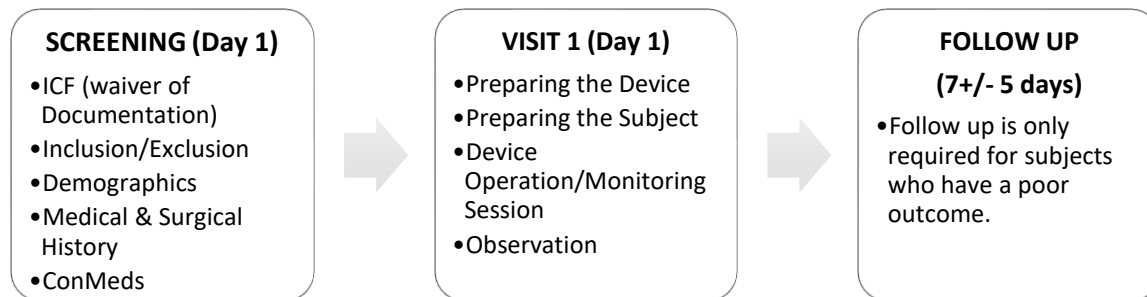 SCREENING (Day 1)
•ICF (waiver of
Documentation)
•Inclusion/Exclusion
•Demographics
•Medical & Surgical
History
•ConMeds
VISIT 1 (Day 1)
•Preparing the Device
•Preparing the Subject
•Device
Operation/Monitoring
Session
•Observation
FOLLOW UP
(7+/- 5 days)
•Follow up is only
required for subjects
who have a poor
outcome.